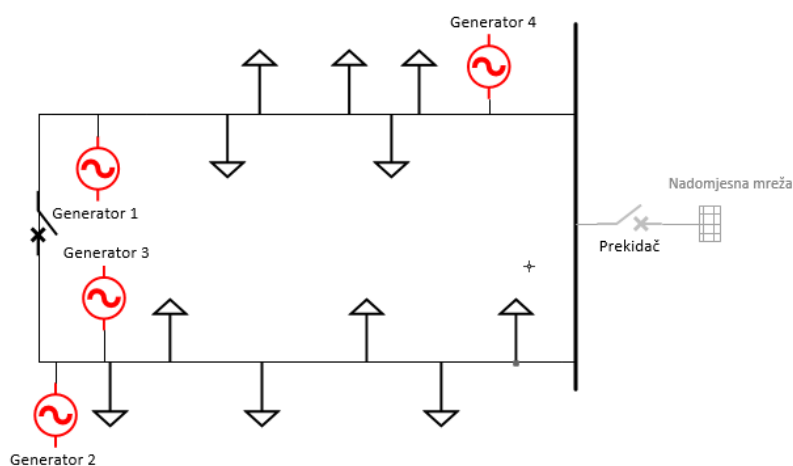 Generator 4
Nadomjesna mreža
Generator 1
Prekidač
Generator 3
Generator 2